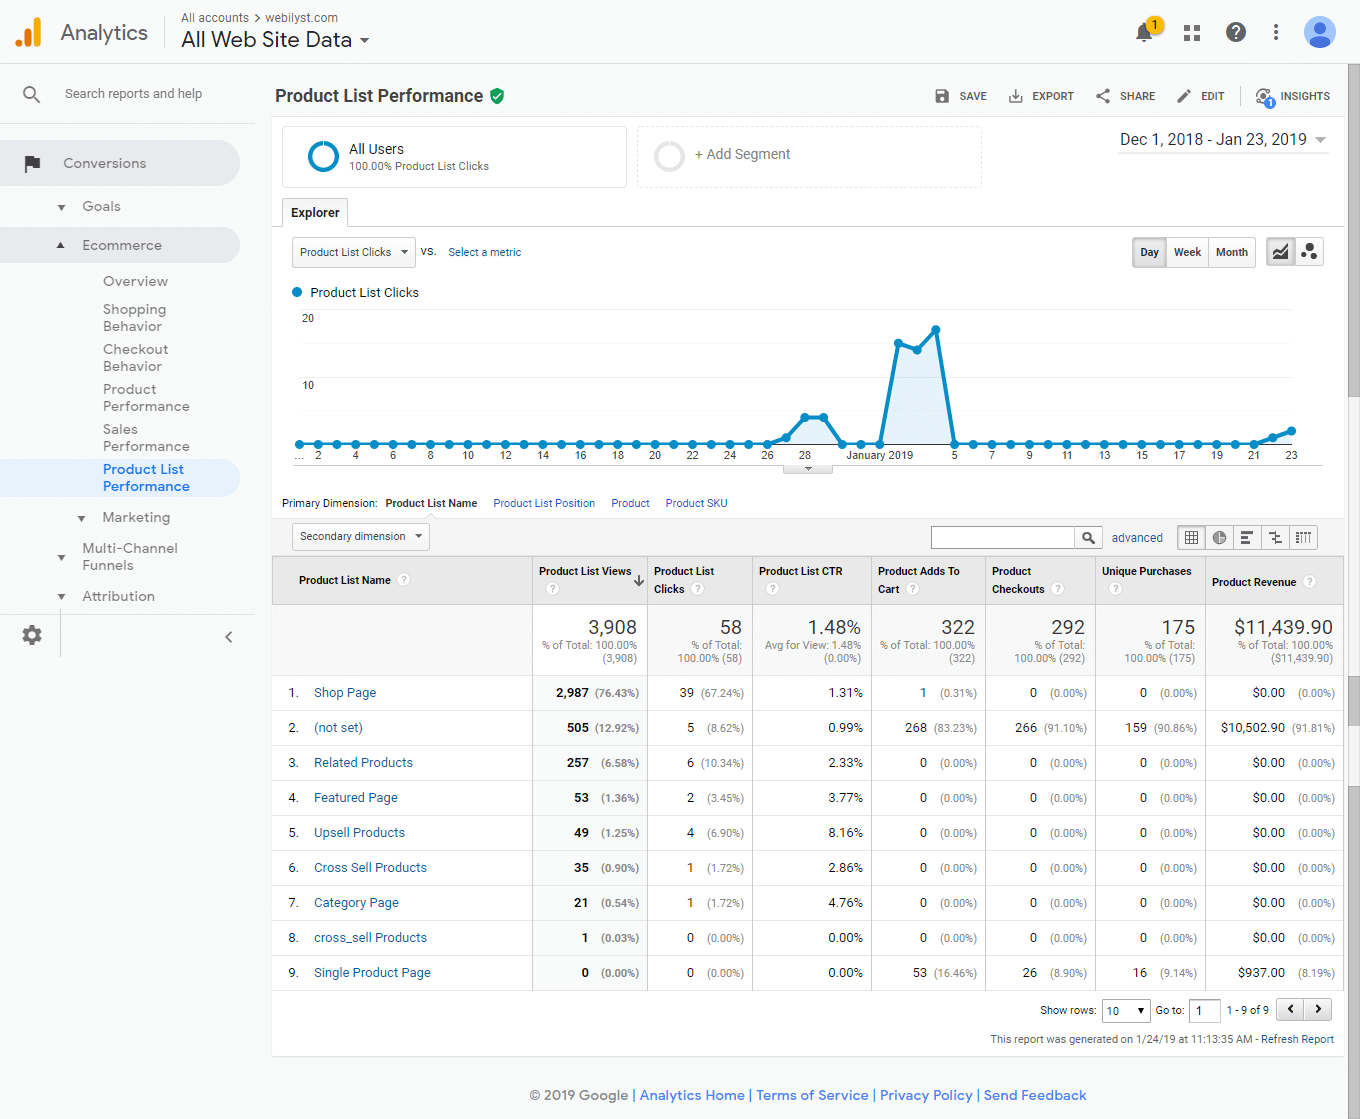 Analytics
All accounts > webilyst.com
All Web Site Data
1
Search reports and help
Conversions
Goals
Ecommerce
Overview
Shopping
Behavior
Checkout
Behavior
Product
Performance
Sales
Performance
Product List
Performance
Marketing
Multi-Channel
Funnels
Attribution
Product List Performance
SAVE
EXPORT
SHARE
EDIT
1
INSIGHTS
All Users
100.00% Product List Clicks
+ Add Segment
Dec 1, 2018 - Jan 23, 2019
Explorer
Product List Clicks
VS.
Select a metric
Day Week Month
Product List Clicks
20
10
... 2 4 6 8 10 12 14 16 18 20 22 24 26 28 January 2019 5 7 9 11 13 15 17 19 21 23
Primary Dimension: Product List Name Product List Position Product Product SKU
Secondary dimension
advanced
Product List Name ? Product List Views ? Product List Clicks ? Product List CTR ? Product Adds To Cart ? Product Checkouts ? Unique Purchases ? Product Revenue ?
3,908 58 1.48% 322 292 175 $11,439.90
% of Total: 100.00% (3,908) % of Total: 100.00% (58) Avg for View: 1.48% (0.00%) % of Total: 100.00% (322) % of Total: 100.00% (292) % of Total: 100.00% (175) % of Total: 100.00% ($11,439.90)
1. Shop Page 2,987 (76.43%) 39 (67.24%) 1.31% 1 (0.31%) 0 (0.00%) 0 (0.00%) $0.00 (0.00%)
2. (not set) 505 (12.92%) 5 (8.62%) 0.99% 268 (83.23%) 266 (91.10%) 159 (90.86%) $10,502.90 (91.81%)
3. Related Products 257 (6.58%) 6 (10.34%) 2.33% 0 (0.00%) 0 (0.00%) 0 (0.00%) $0.00 (0.00%)
4. Featured Page 53 (1.36%) 2 (3.45%) 3.77% 0 (0.00%) 0 (0.00%) 0 (0.00%) $0.00 (0.00%)
5. Upsell Products 49 (1.25%) 4 (6.90%) 8.16% 0 (0.00%) 0 (0.00%) 0 (0.00%) $0.00 (0.00%)
6. Cross Sell Products 35 (0.90%) 1 (1.72%) 2.86% 0 (0.00%) 0 (0.00%) 0 (0.00%) $0.00 (0.00%)
7. Category Page 21 (0.54%) 1 (1.72%) 4.76% 0 (0.00%) 0 (0.00%) 0 (0.00%) $0.00 (0.00%)
8. cross_sell Products 1 (0.03%) 0 (0.00%) 0.00% 0 (0.00%) 0 (0.00%) 0 (0.00%) $0.00 (0.00%)
9. Single Product Page 0 (0.00%) 0 (0.00%) 0.00% 53 (16.46%) 26 (8.90%) 16 (9.14%) $937.00 (8.19%)
Show rows: 10 Go to: 1 1 - 9 of 9
This report was generated on 1/24/19 at 11:13:35 AM - Refresh Report
© 2019 Google | Analytics Home | Terms of Service | Privacy Policy | Send Feedback